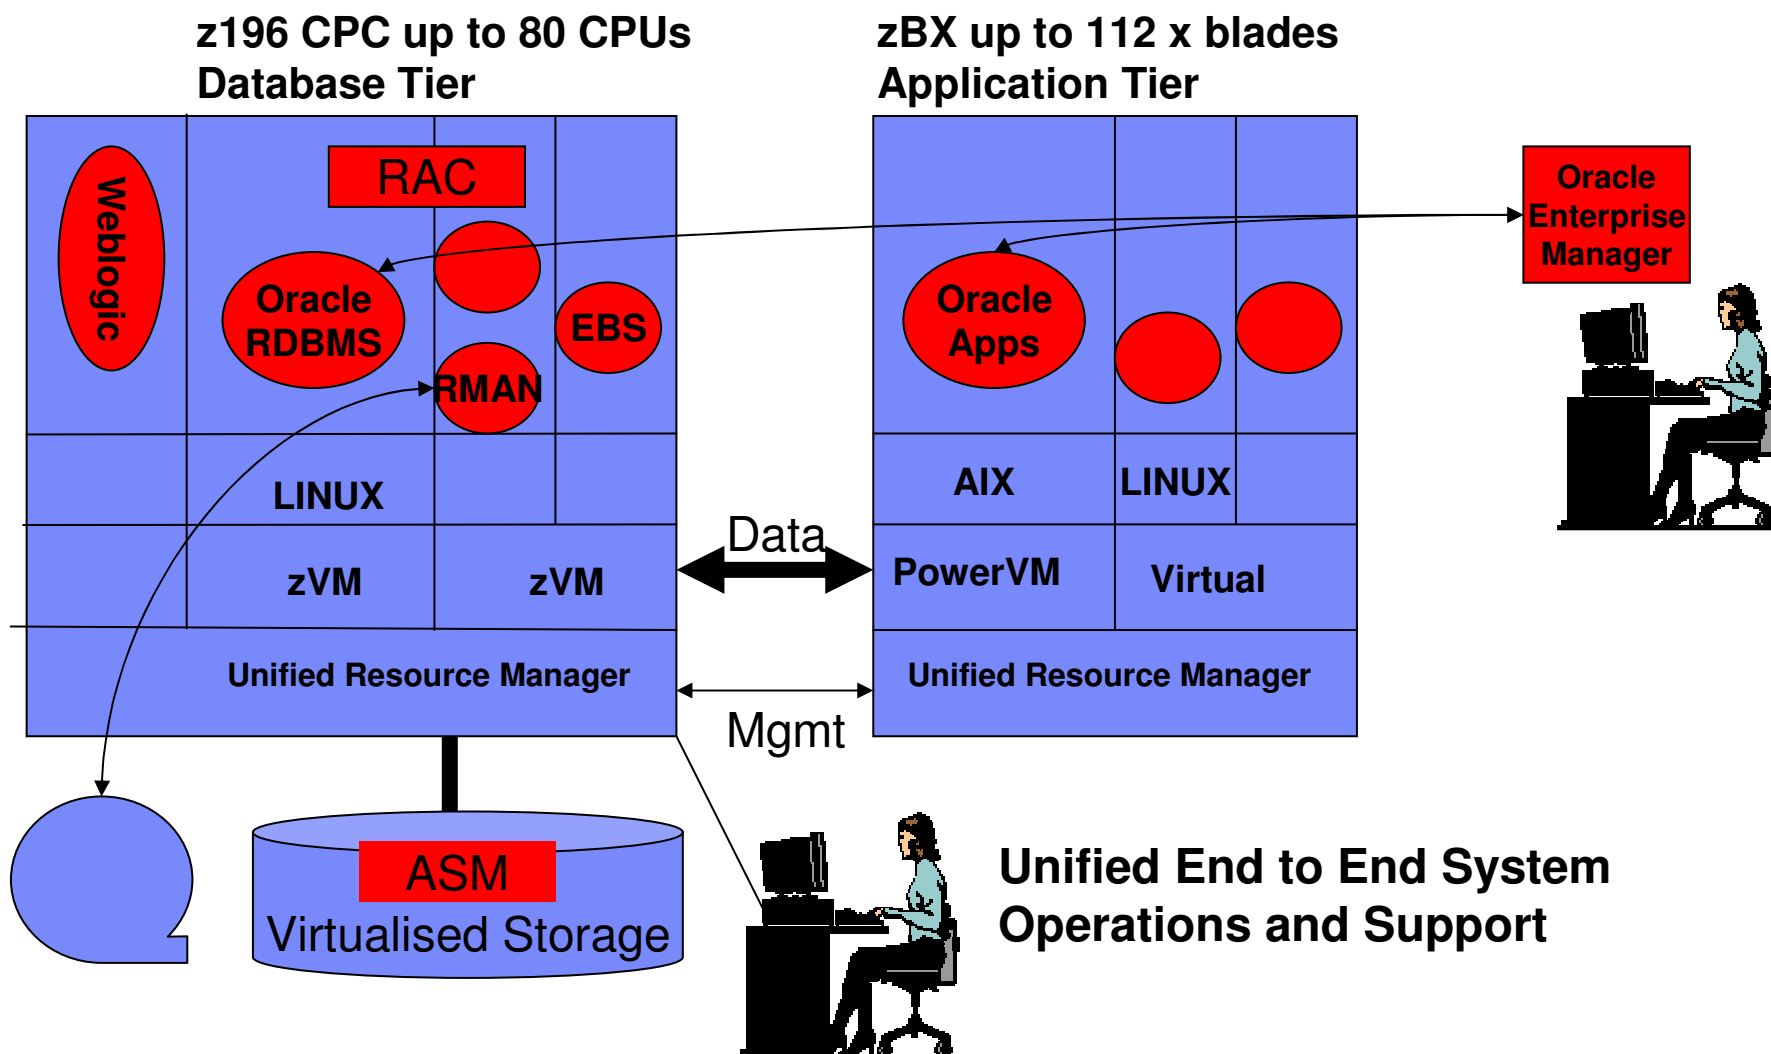 z196 CPC up to 80 CPUs
Database Tier
zBX up to 112 x blades
Application Tier
Weblogic
RAC
Oracle
RDBMS
RMAN
EBS
LINUX
zVM
zVM
Unified Resource Manager
Data
Mgmt
Oracle
Apps
AIX
LINUX
PowerVM
Virtual
Unified Resource Manager
Oracle
Enterprise
Manager
ASM
Virtualised Storage
Unified End to End System
Operations and Support